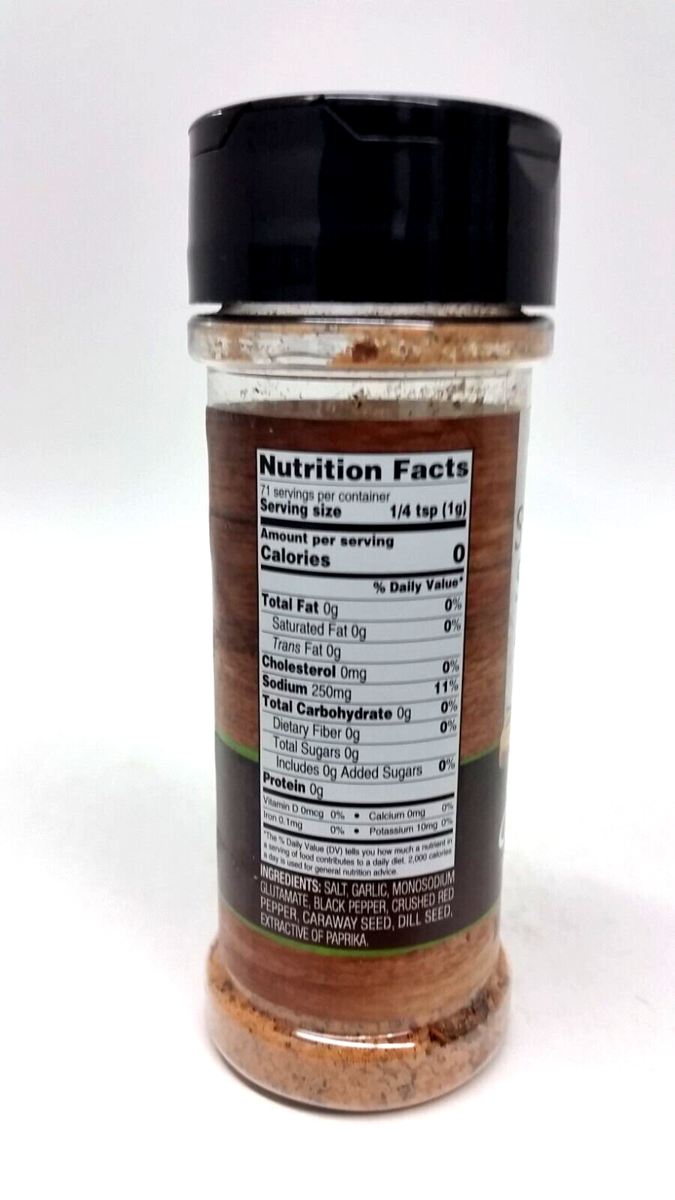 Nutrition Facts
71 servings per container
Serving size 1/4 tsp (1g)
Amount per serving
Calories 0
% Daily Value*
Total Fat 0g 0%
Saturated Fat 0g 0%
Trans Fat 0g
Cholesterol 0mg 0%
Sodium 250mg 11%
Total Carbohydrate 0g 0%
Dietary Fiber 0g 0%
Total Sugars 0g
Includes 0g Added Sugars 0%
Protein 0g
Vitamin D 0mcg 0% • Calcium 0mg 0%
Iron 0.1mg 0% • Potassium 10mg 0%
*The % Daily Value (DV) tells you how much a nutrient in
a serving of food contributes to a daily diet. 2,000 calories
a day is used for general nutrition advice.
INGREDIENTS: SALT, GARLIC, MONOSODIUM
GLUTAMATE, BLACK PEPPER, CRUSHED RED
PEPPER, CARAWAY SEED, DILL SEED,
EXTRACTIVE OF PAPRIKA.